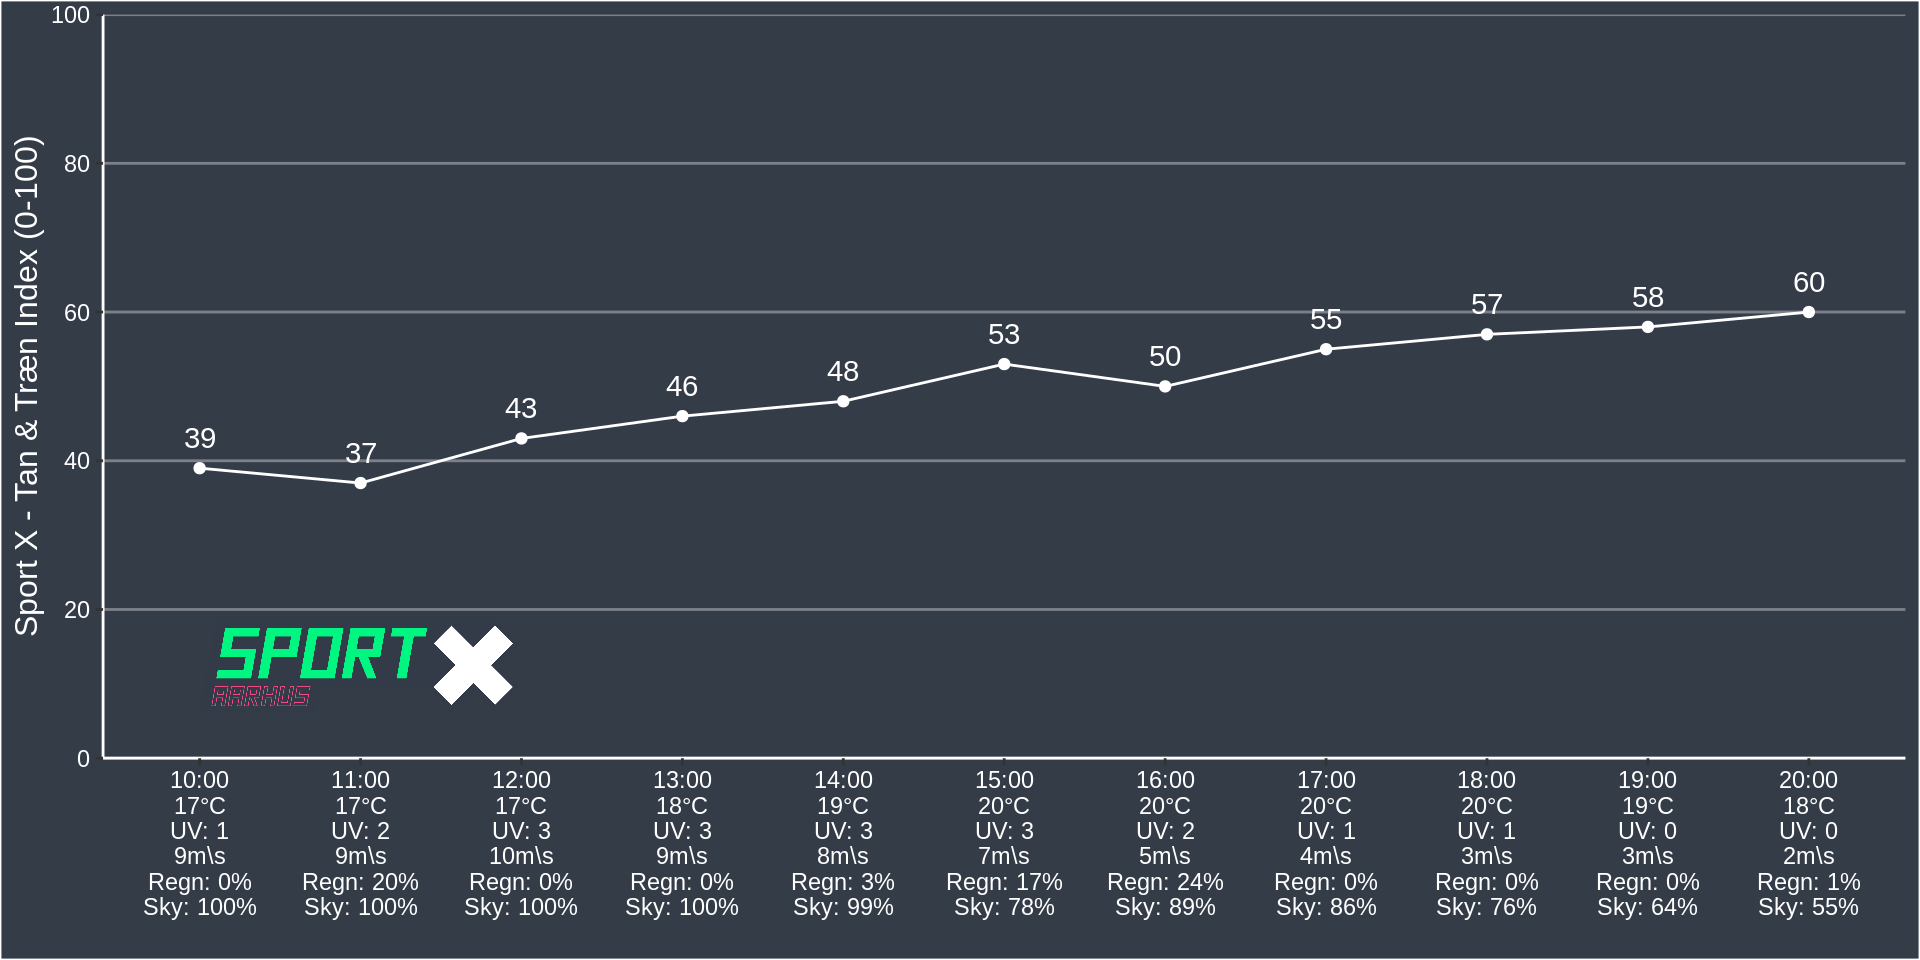 Sport X - Tan & Træn Index (0-100)
100
80
60
40
20
0
39
37
43
46
48
53
50
55
57
58
60
SPORT X
AARHUS
10:00 11:00 12:00 13:00 14:00 15:00 16:00 17:00 18:00 19:00 20:00
17°C 17°C 17°C 18°C 19°C 20°C 20°C 20°C 20°C 19°C 18°C
UV: 1 UV: 2 UV: 3 UV: 3 UV: 3 UV: 3 UV: 2 UV: 1 UV: 1 UV: 0 UV: 0
9m\s 9m\s 10m\s 9m\s 8m\s 7m\s 5m\s 4m\s 3m\s 3m\s 2m\s
Regn: 0% Regn: 20% Regn: 0% Regn: 0% Regn: 3% Regn: 17% Regn: 24% Regn: 0% Regn: 0% Regn: 0% Regn: 1%
Sky: 100% Sky: 100% Sky: 100% Sky: 100% Sky: 99% Sky: 78% Sky: 89% Sky: 86% Sky: 76% Sky: 64% Sky: 55%